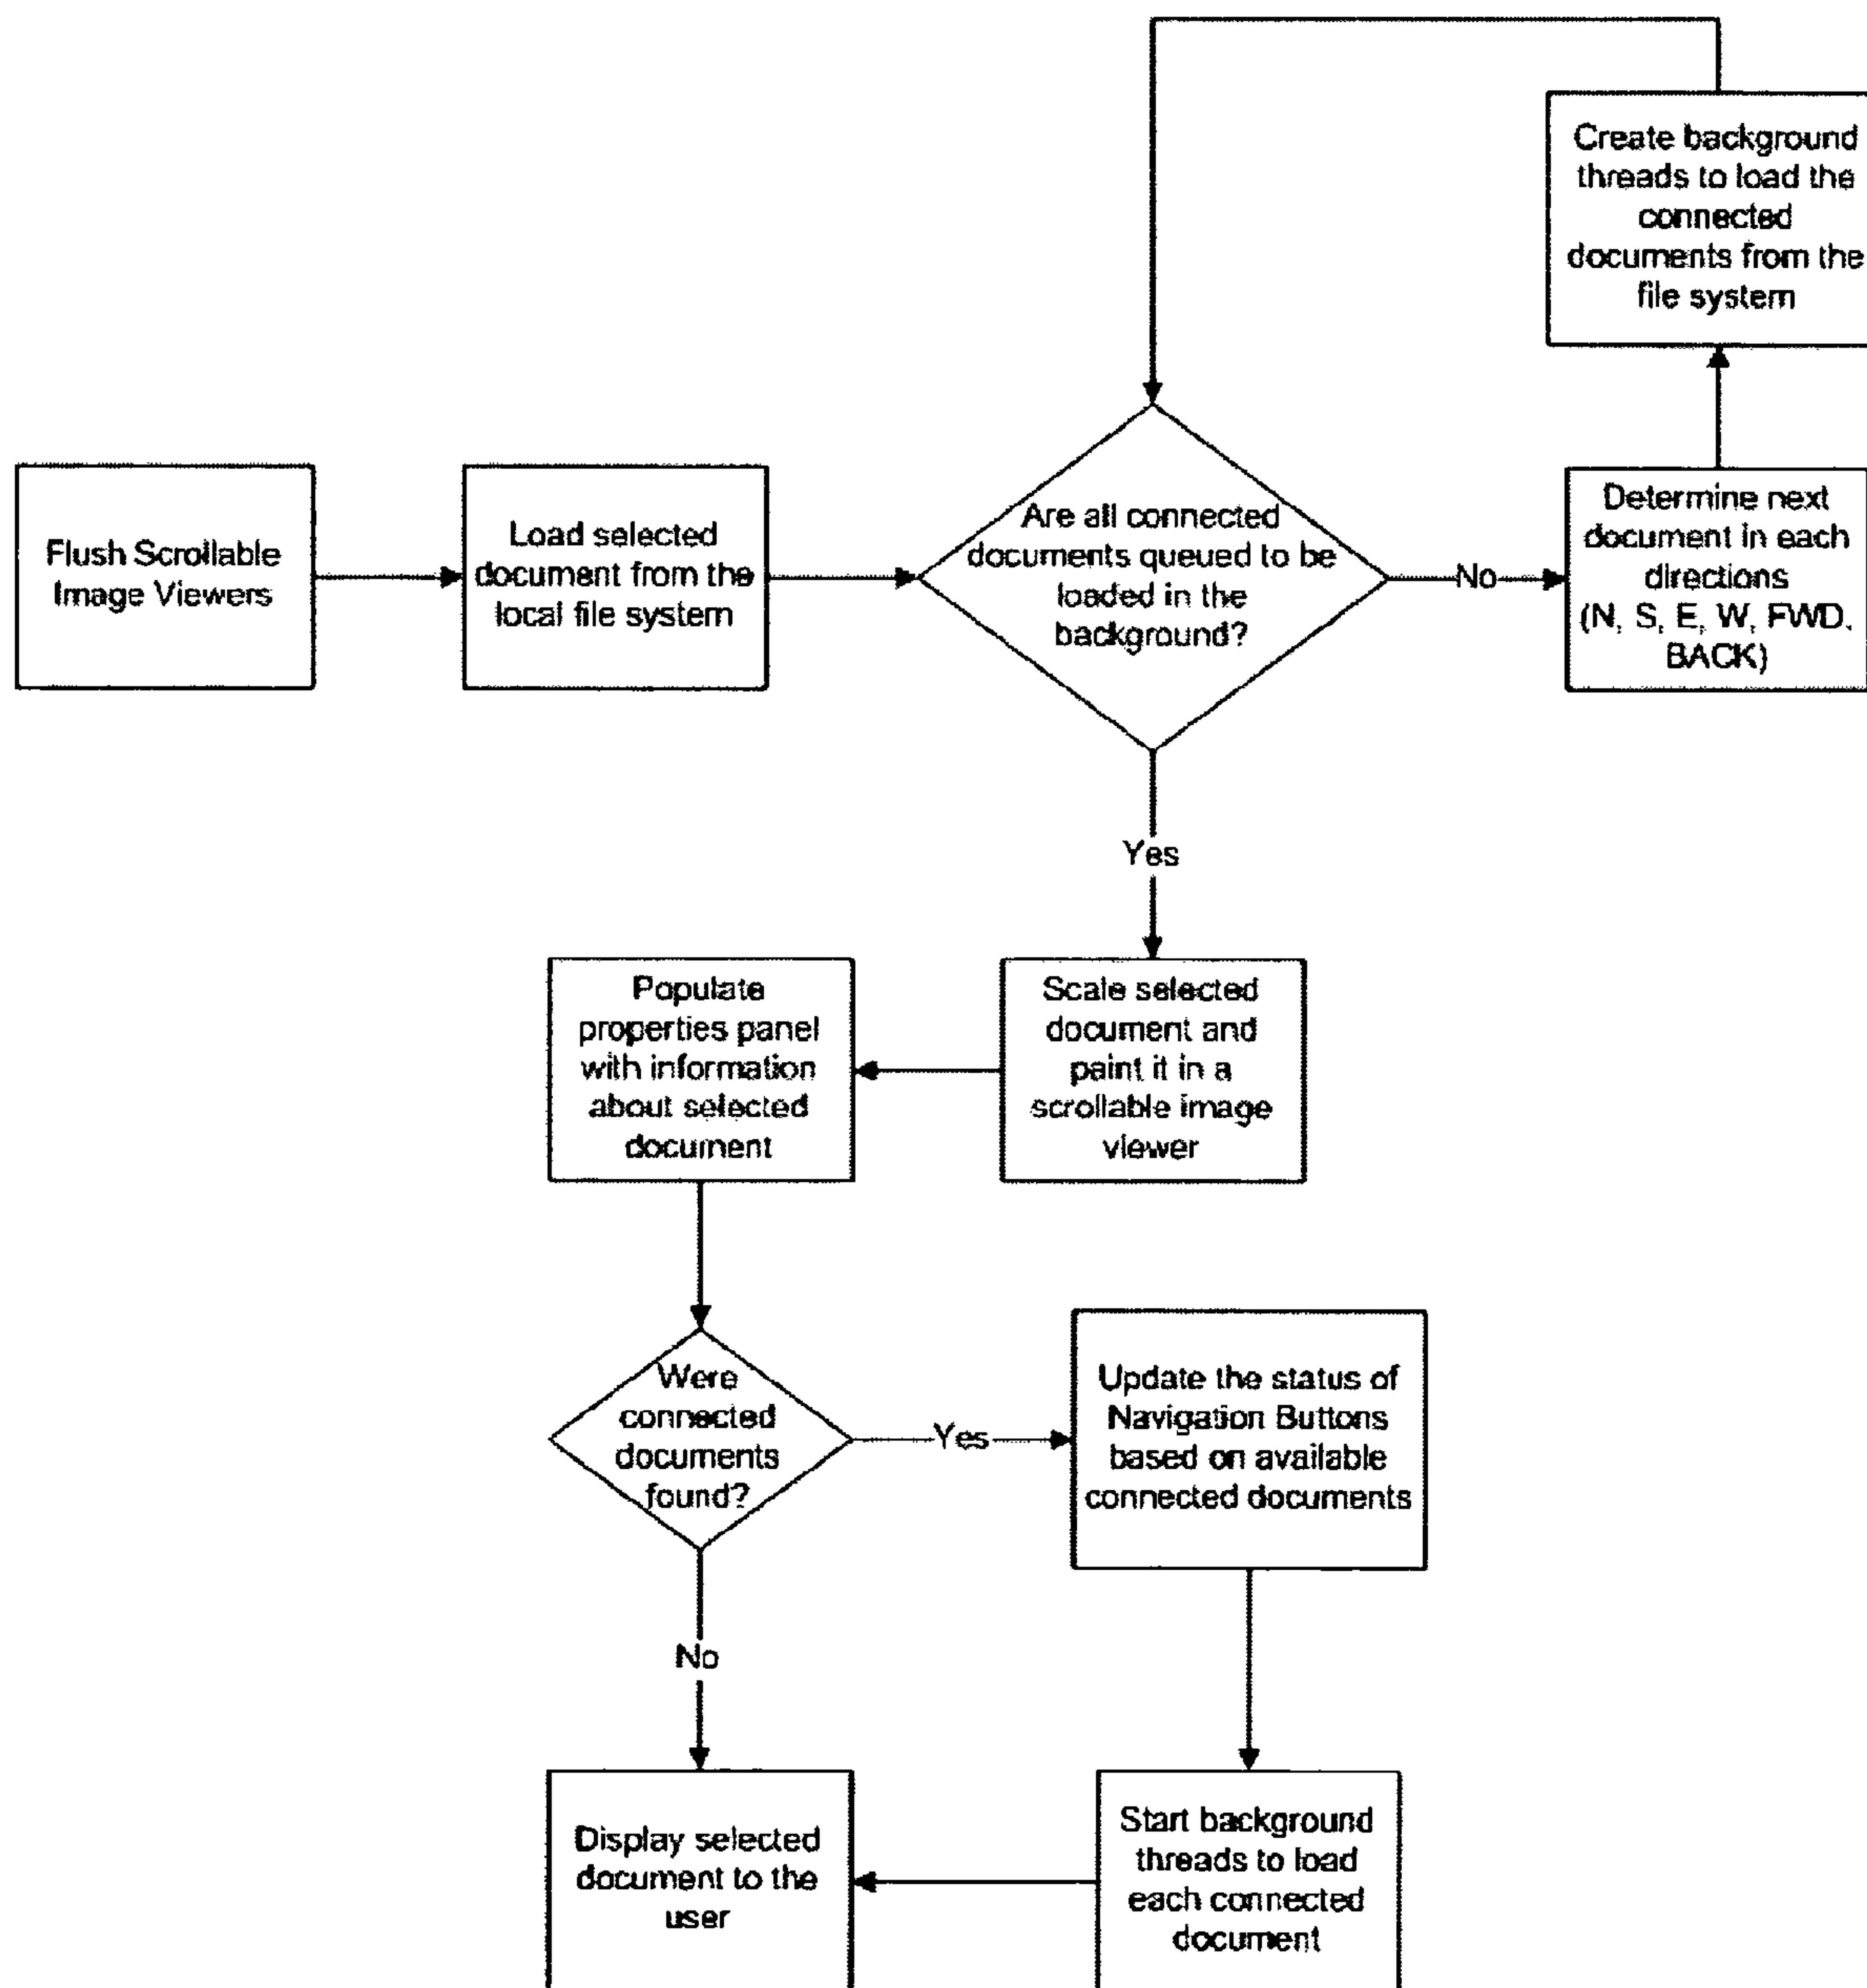 Create background
threads to load the
connected
documents from the
file system
Flush Scrollable
Image Viewers
Load selected
document from the
local file system
Are all connected
documents queued to be
loaded in the
background?
No
Determine next
document in each
directions
(N, S, E, W, FWD,
BACK)
Yes
Scale selected
document and
paint it in a
scrollable image
viewer
Populate
properties panel
with information
about selected
document
Were
connected
documents
found?
Yes
Update the status of
Navigation Buttons
based on available
connected documents
No
Start background
threads to load
each connected
document
Display selected
document to the
user